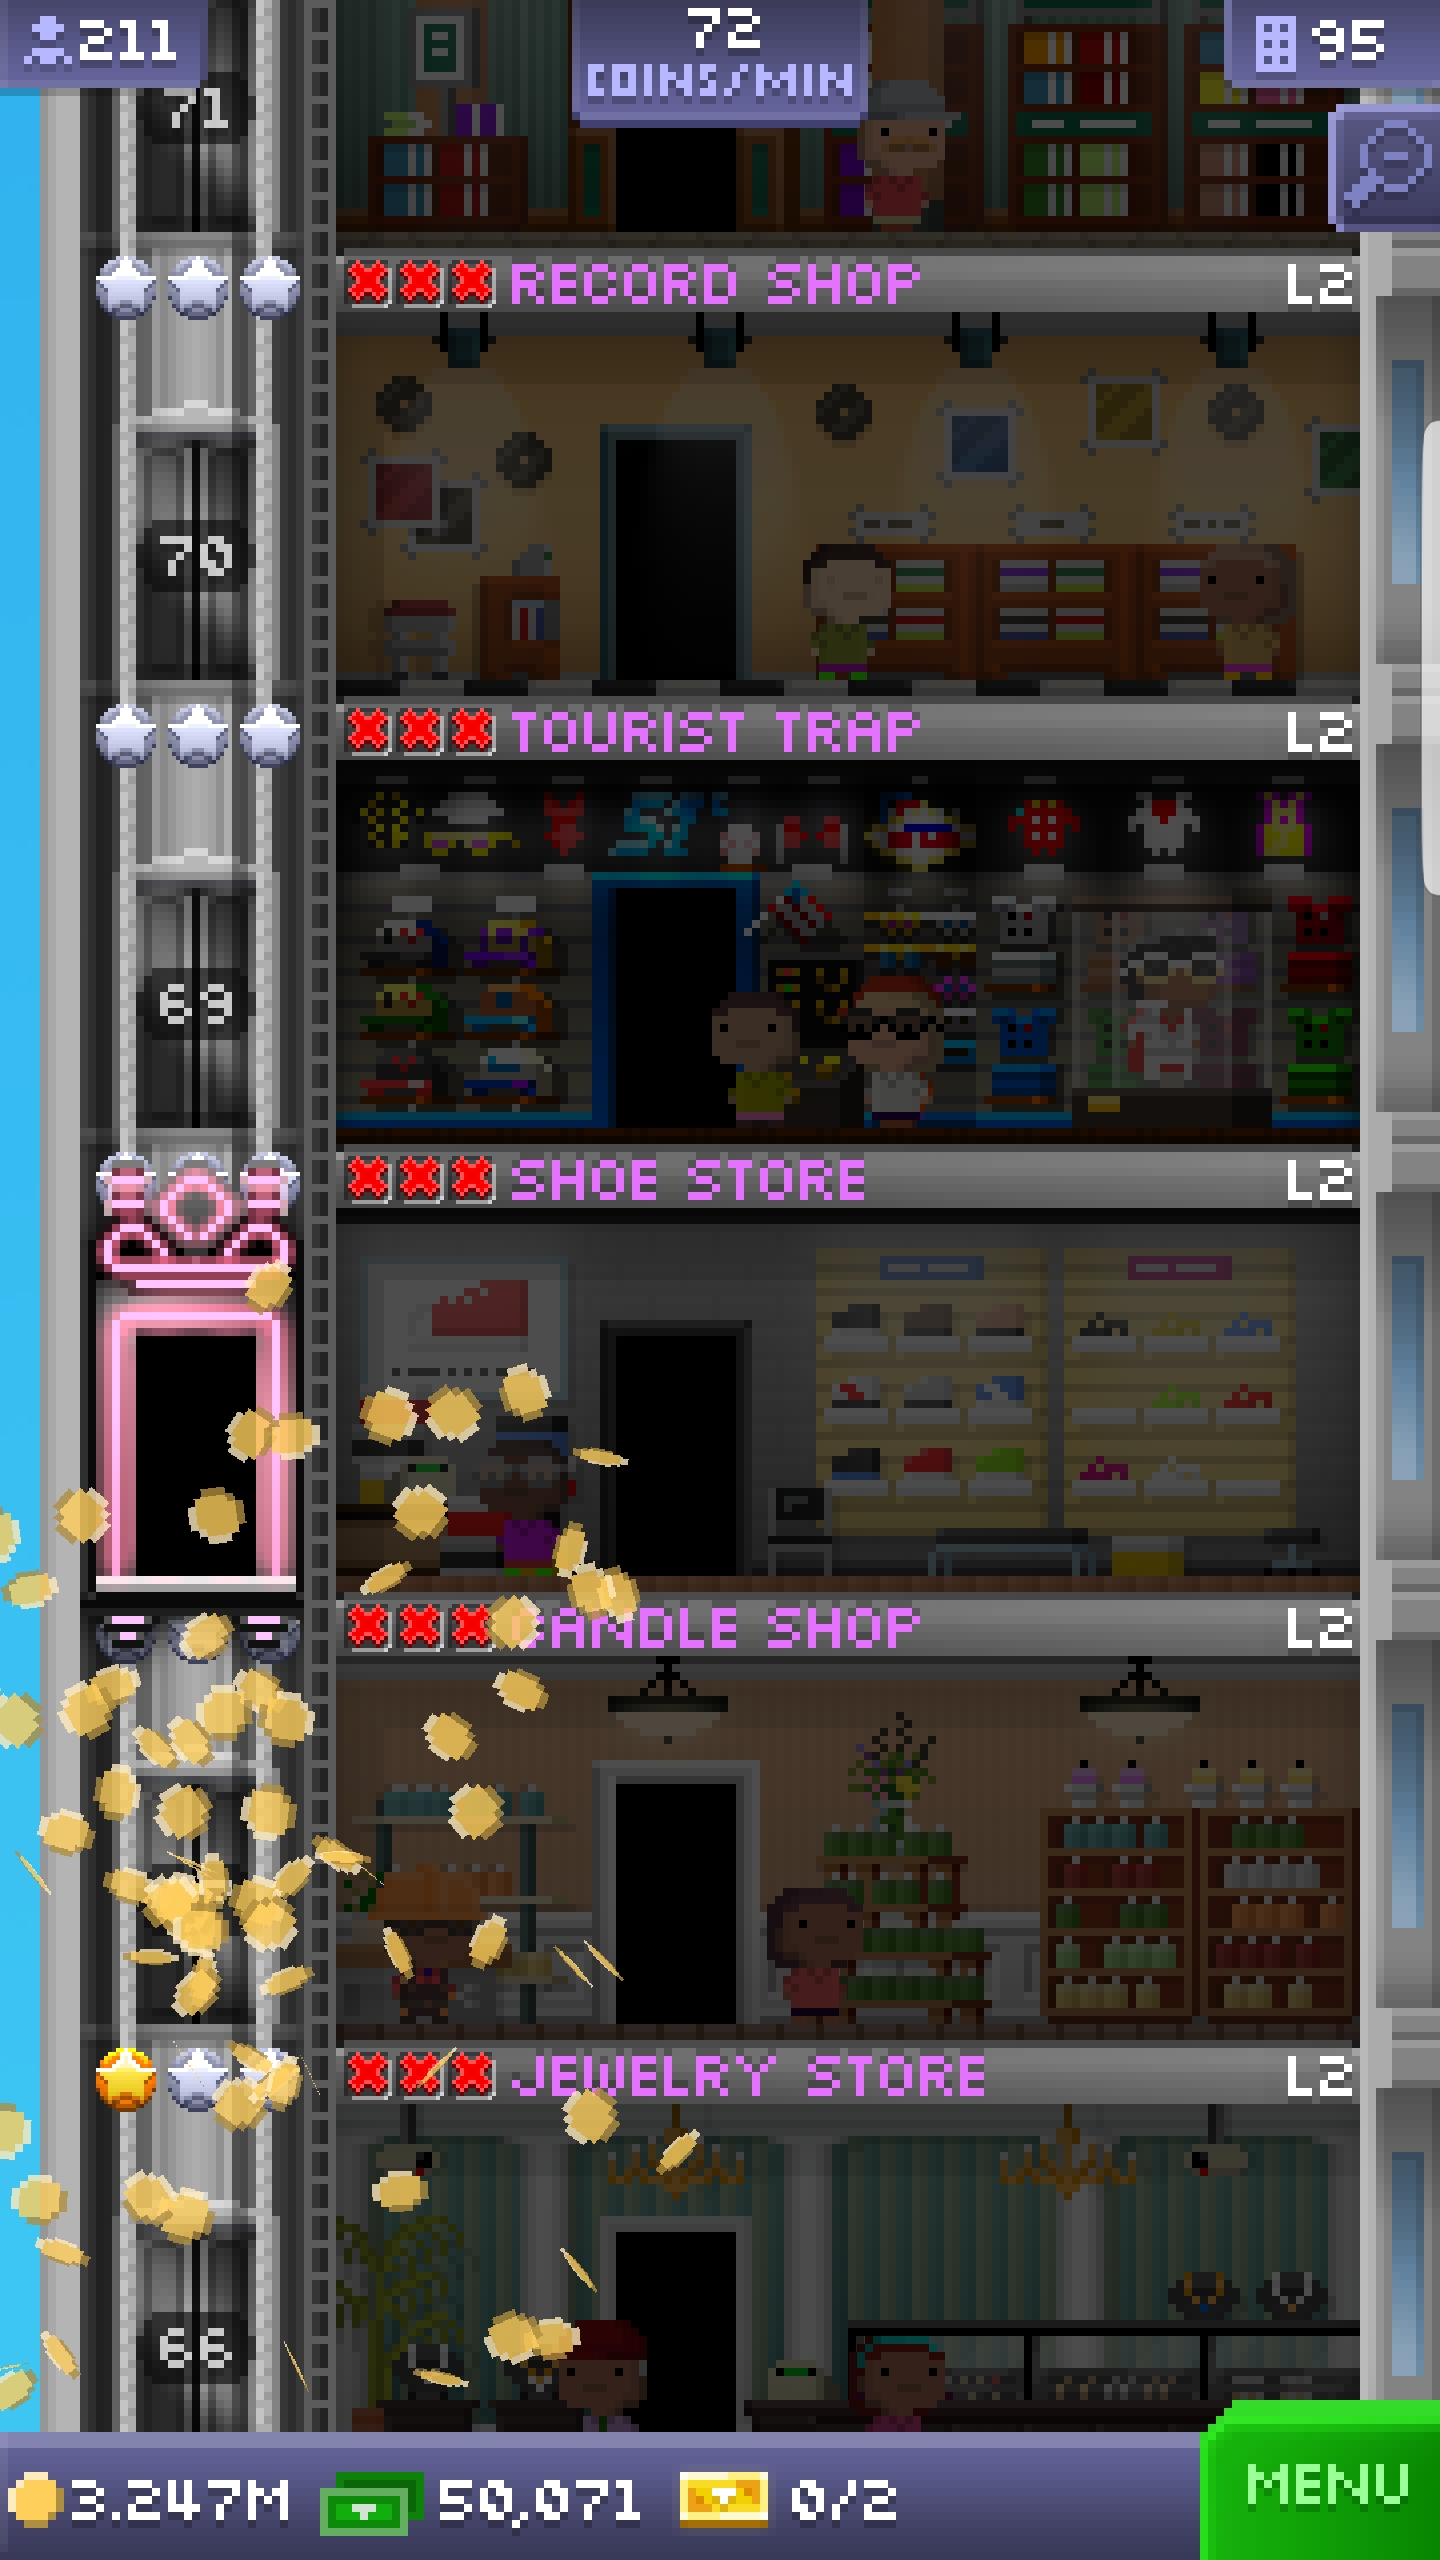 211
72
COINS/MIN
95
71
RECORD SHOP L2
70
TOURIST TRAP L2
69
SHOE STORE L2
CANDLE SHOP L2
JEWELRY STORE L2
66
3.247M 50,071 0/2
MENU